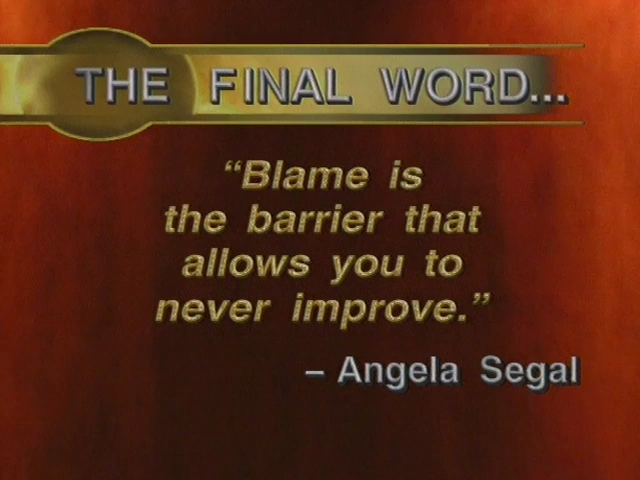 THE FINAL WORD...
“Blame is
the barrier that
allows you to
never improve.”
– Angela Segal